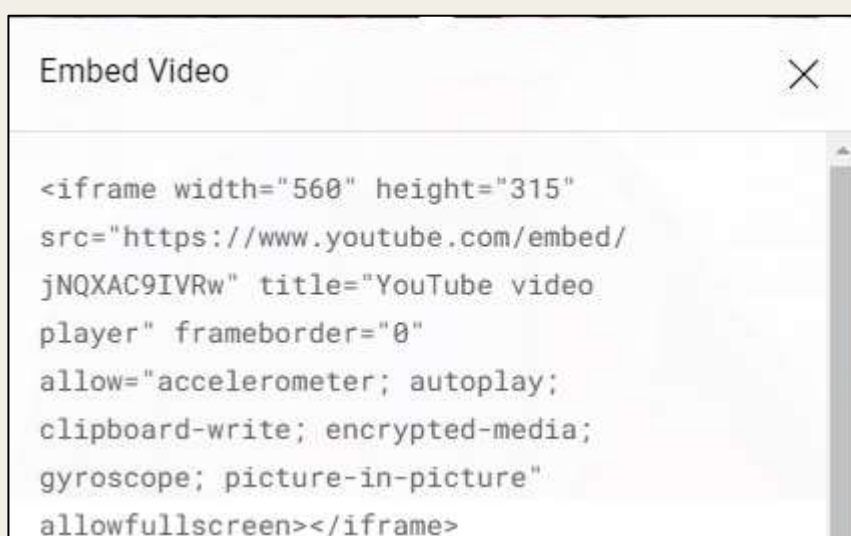 Embed Video
<iframe width="560" height="315"
src="https://www.youtube.com/embed/
jNQXAC9IVRw" title="YouTube video
player" frameborder="0"
allow="accelerometer; autoplay;
clipboard-write; encrypted-media;
gyroscope; picture-in-picture"
allowfullscreen></iframe>